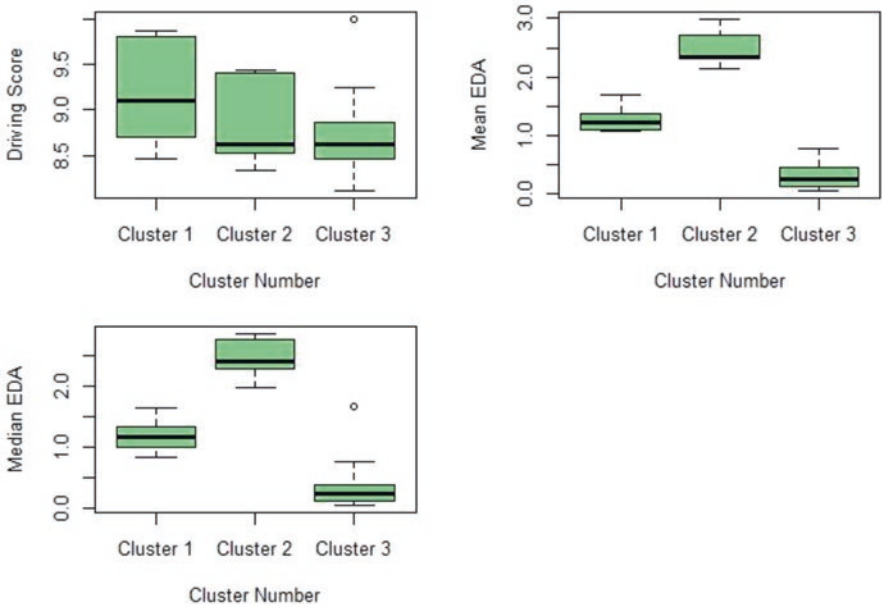 Driving Score
9.5
9.0
8.5
Cluster 1 Cluster 2 Cluster 3
Cluster Number
Mean EDA
3.0
2.0
1.0
0.0
Cluster 1 Cluster 2 Cluster 3
Cluster Number
Median EDA
2.0
1.0
0.0
Cluster 1 Cluster 2 Cluster 3
Cluster Number